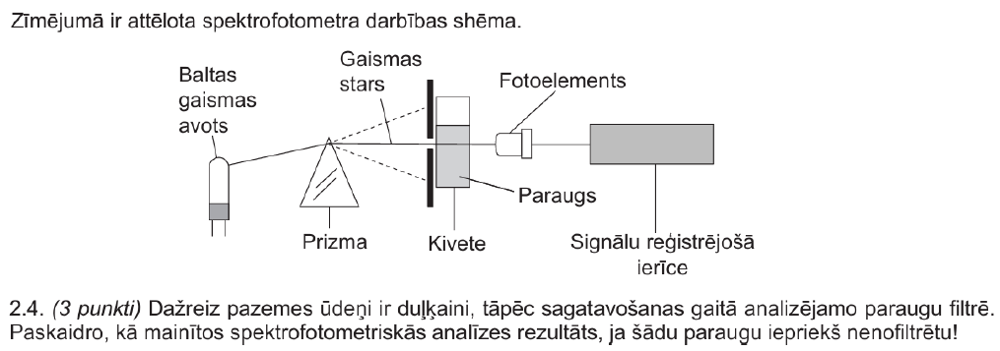 Zīmējumā ir attēlota spektrofotometra darbības shēma.
Gaismas
stars
Baltas
gaismas
avots
Fotoelements
Paraugs
Prizma
Kivete
Signālu reģistrējošā
ierīce
2.4. (3 punkti) Dažreiz pazemes ūdeņi ir duļķaini, tāpēc sagatavošanas gaitā analizējamo paraugu filtrē.
Paskaidro, kā mainītos spektrofotometriskās analīzes rezultāts, ja šādu paraugu iepriekš nenofiltrētu!